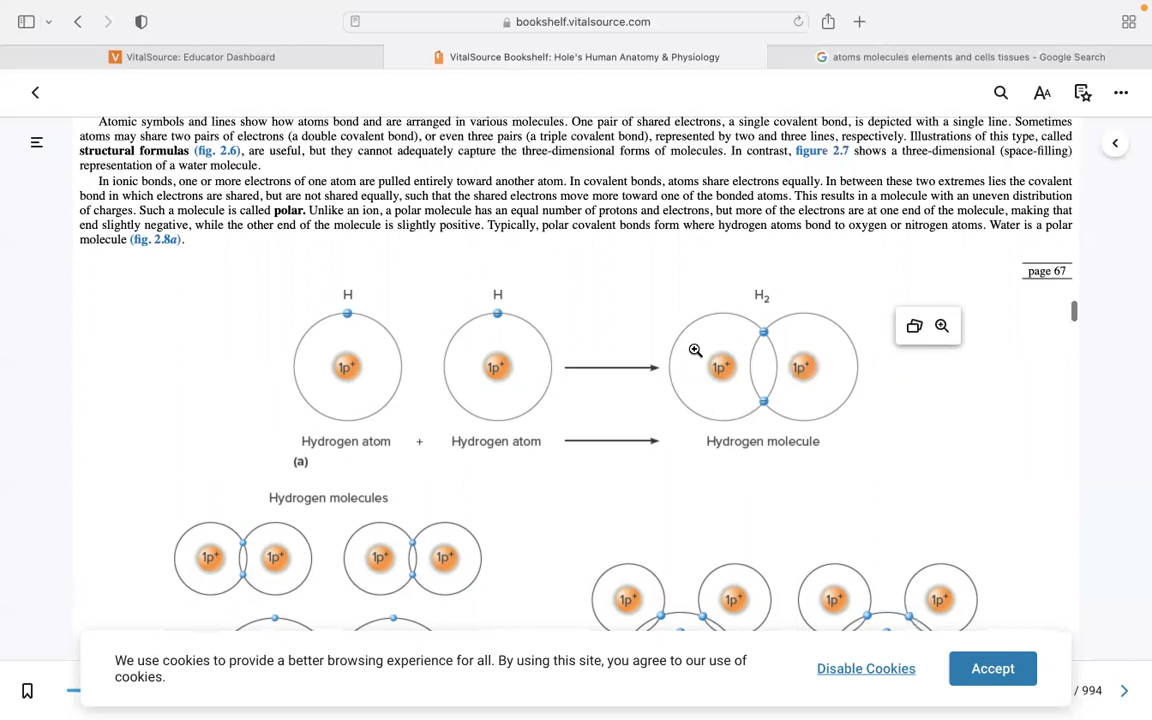 bookshelf.vitalsource.com
VitalSource: Educator Dashboard
VitalSource Bookshelf: Hole's Human Anatomy & Physiology
atoms molecules elements and cells tissues - Google Search
AA
Atomic symbols and lines show how atoms bond and are arranged in various molecules. One pair of shared electrons, a single covalent bond, is depicted with a single line. Sometimes
atoms may share two pairs of electrons (a double covalent bond), or even three pairs (a triple covalent bond), represented by two and three lines, respectively. Illustrations of this type, called
structural formulas (fig. 2.6), are useful, but they cannot adequately capture the three-dimensional forms of molecules. In contrast, figure 2.7 shows a three-dimensional (space-filling)
representation of a water molecule.
In ionic bonds, one or more electrons of one atom are pulled entirely toward another atom. In covalent bonds, atoms share electrons equally. In between these two extremes lies the covalent
bond in which electrons are shared, but are not shared equally, such that the shared electrons move more toward one of the bonded atoms. This results in a molecule with an uneven distribution
of charges. Such a molecule is called polar. Unlike an ion, a polar molecule has an equal number of protons and electrons, but more of the electrons are at one end of the molecule, making that
end slightly negative, while the other end of the molecule is slightly positive. Typically, polar covalent bonds form where hydrogen atoms bond to oxygen or nitrogen atoms. Water is a polar
molecule (fig. 2.8a).
page 67
H H H₂
1p⁺ 1p⁺ 1p⁺ 1p⁺
Hydrogen atom + Hydrogen atom Hydrogen molecule
(a)
Hydrogen molecules
1p⁺ 1p⁺ 1p⁺ 1p⁺
1p⁺ 1p⁺ 1p⁺ 1p⁺
We use cookies to provide a better browsing experience for all. By using this site, you agree to our use of
cookies.
Disable Cookies
Accept
/ 994